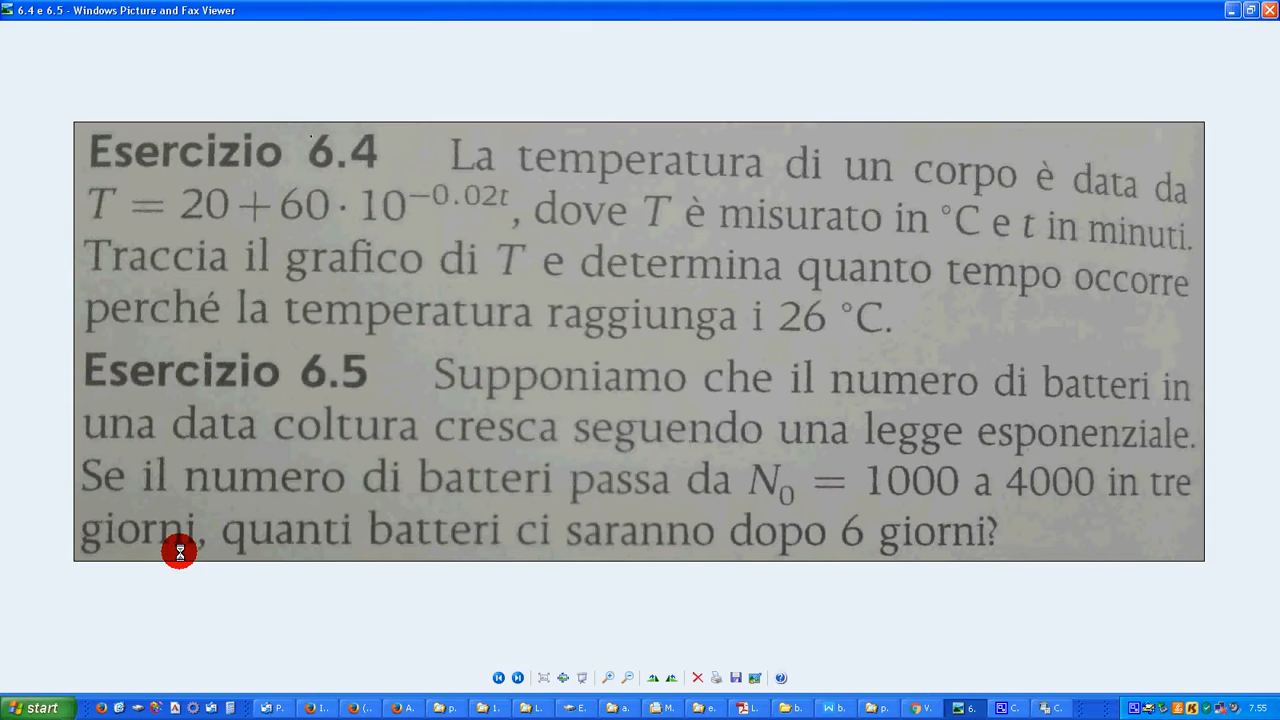 6.4 e 6.5 - Windows Picture and Fax Viewer
Esercizio 6.4 La temperatura di un corpo è data da
T = 20 + 60 · 10^{-0.02t}, dove T è misurato in °C e t in minuti.
Traccia il grafico di T e determina quanto tempo occorre
perché la temperatura raggiunga i 26 °C.
Esercizio 6.5 Supponiamo che il numero di batteri in
una data coltura cresca seguendo una legge esponenziale.
Se il numero di batteri passa da N₀ = 1000 a 4000 in tre
giorni, quanti batteri ci saranno dopo 6 giorni?
start P. I.. (.. A. p. 1. L. e. a. M. e. L. b. b. p. V. 6. C. C. 7.55